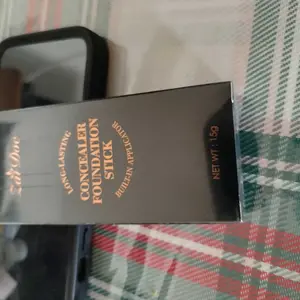 LONG-LASTING
CONCEALER
FOUNDATION
STICK
BUILT-IN APPLICATOR
NET WT : 15g